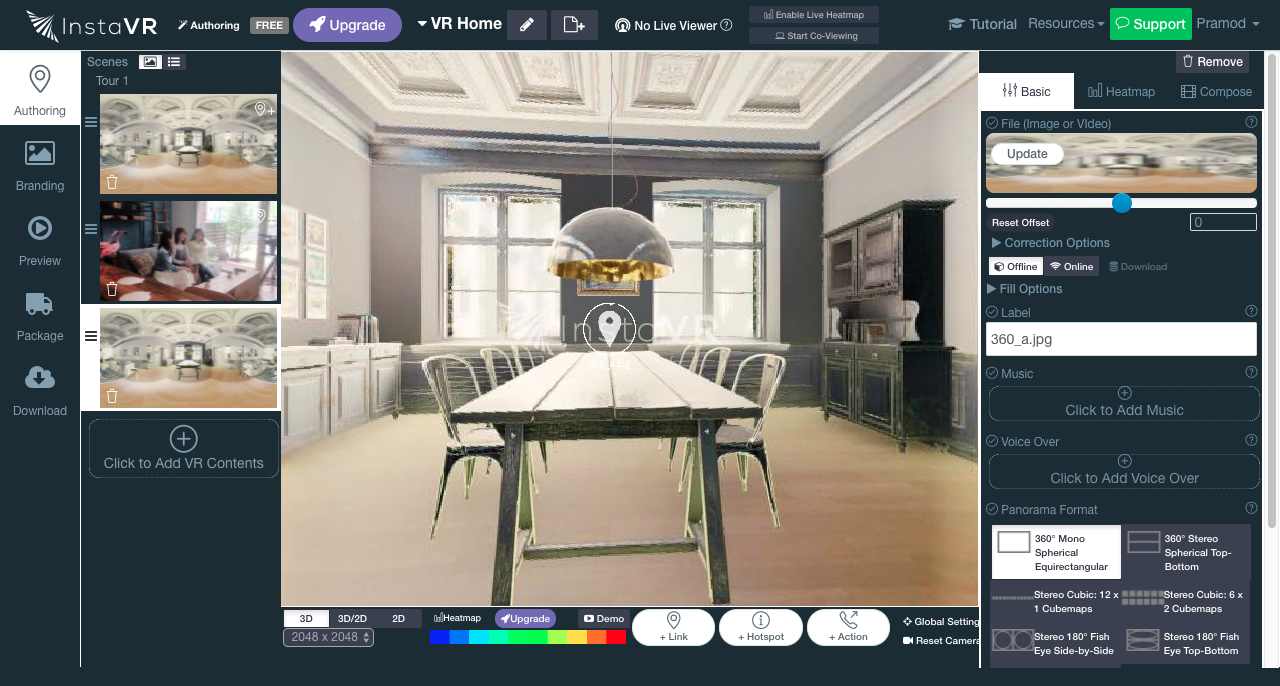 InstaVR
Authoring
FREE
Upgrade
VR Home
No Live Viewer
Enable Live Heatmap
Start Co-Viewing
Tutorial
Resources
Support
Pramod
Authoring
Branding
Preview
Package
Download
Scenes
Tour 1
Click to Add VR Contents
InstaVR
360_a.jpg
3D
3D/2D
2D
2048 x 2048
Heatmap
Upgrade
Demo
+ Link
+ Hotspot
+ Action
Global Setting
Reset Camera
Remove
Basic
Heatmap
Compose
File (Image or VIdeo)
Update
Reset Offset
0
Correction Options
Offline
Online
Download
Fill Options
Label
360_a.jpg
Music
Click to Add Music
Voice Over
Click to Add Voice Over
Panorama Format
360° Mono
Spherical
Equirectangular
360° Stereo
Spherical Top-
Bottom
Stereo Cubic: 12 x
1 Cubemaps
Stereo Cubic: 6 x
2 Cubemaps
Stereo 180° Fish
Eye Side-by-Side
Stereo 180° Fish
Eye Top-Bottom